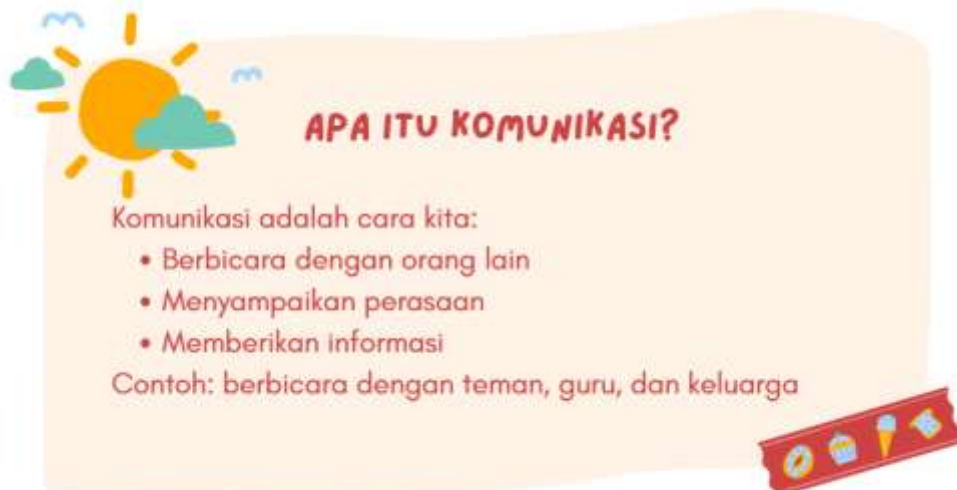 APA ITU KOMUNIKASI?
Komunikasi adalah cara kita:
• Berbicara dengan orang lain
• Menyampaikan perasaan
• Memberikan informasi
Contoh: berbicara dengan teman, guru, dan keluarga